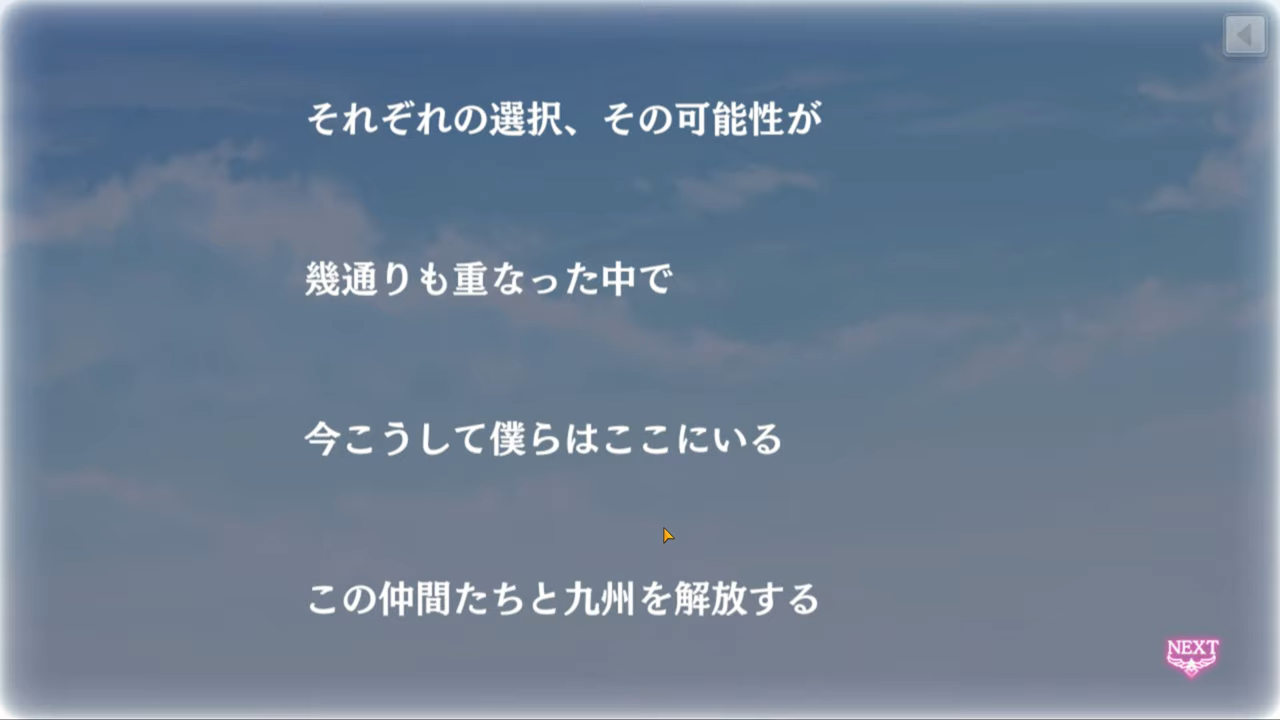 それぞれの選択、その可能性が
幾通りも重なった中で
今こうして僕らはここにいる
この仲間たちと九州を解放する
NEXT